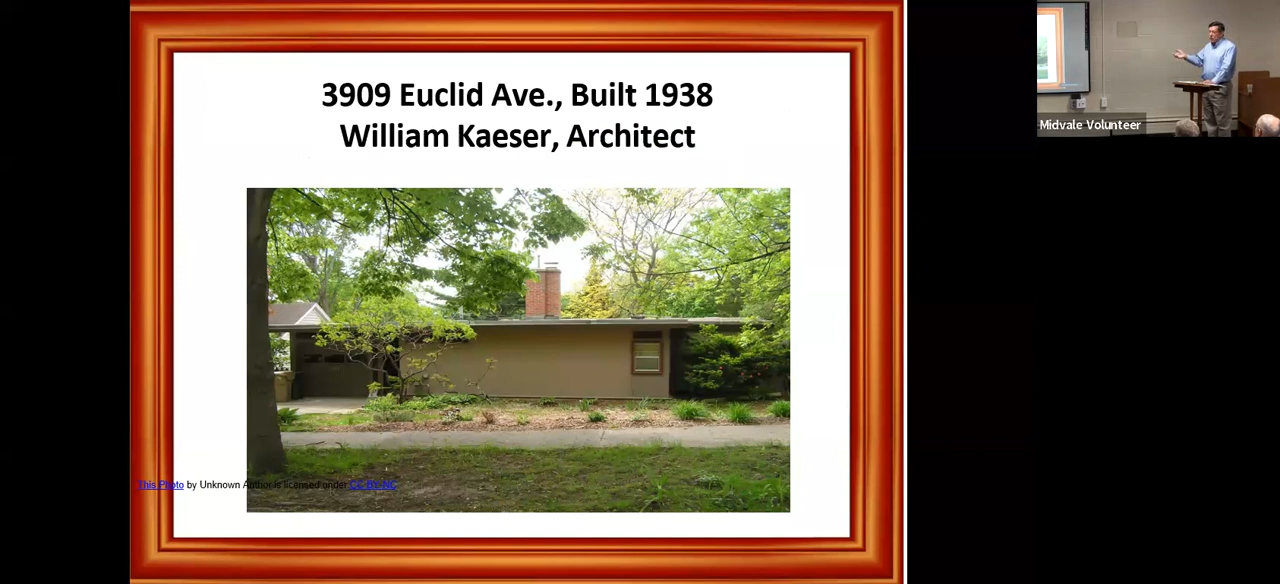 3909 Euclid Ave., Built 1938
William Kaeser, Architect
This Photo by Unknown Author is licensed under CC BY-NC
Midvale Volunteer